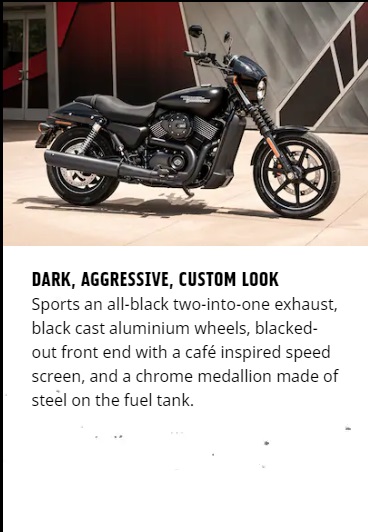 DARK, AGGRESSIVE, CUSTOM LOOK
Sports an all-black two-into-one exhaust,
black cast aluminium wheels, blacked-
out front end with a café inspired speed
screen, and a chrome medallion made of
steel on the fuel tank.